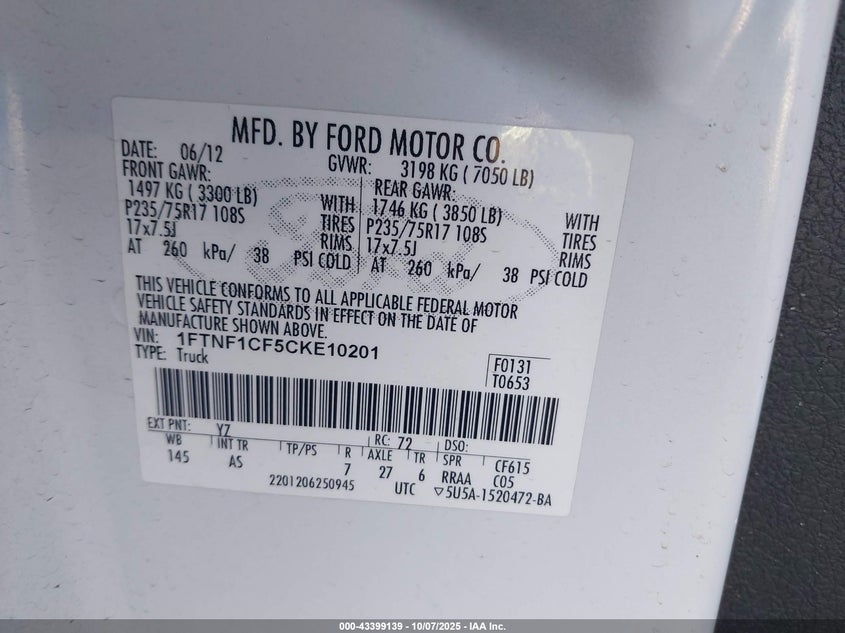 MFD. BY FORD MOTOR CO.
DATE: 06/12 GVWR: 3198 KG ( 7050 LB)
FRONT GAWR: REAR GAWR:
1497 KG ( 3300 LB) WITH 1746 KG ( 3850 LB) WITH
P235/75R17 108S TIRES P235/75R17 108S TIRES
17x7.5J RIMS 17x7.5J RIMS
AT 260 kPa/ 38 PSI COLD AT 260 kPa/ 38 PSI COLD
THIS VEHICLE CONFORMS TO ALL APPLICABLE FEDERAL MOTOR
VEHICLE SAFETY STANDARDS IN EFFECT ON THE DATE OF
MANUFACTURE SHOWN ABOVE.
VIN: 1FTNF1CF5CKE10201
TYPE: Truck
F0131
T0653
EXT PNT: YZ RC: 72 DSO:
WB INT TR TP/PS R AXLE TR SPR CF615
145 AS 7 27 6 RRAA C05
2201206250945 UTC ▽5U5A-1520472-BA
000-43399139 - 10/07/2025 - IAA Inc.